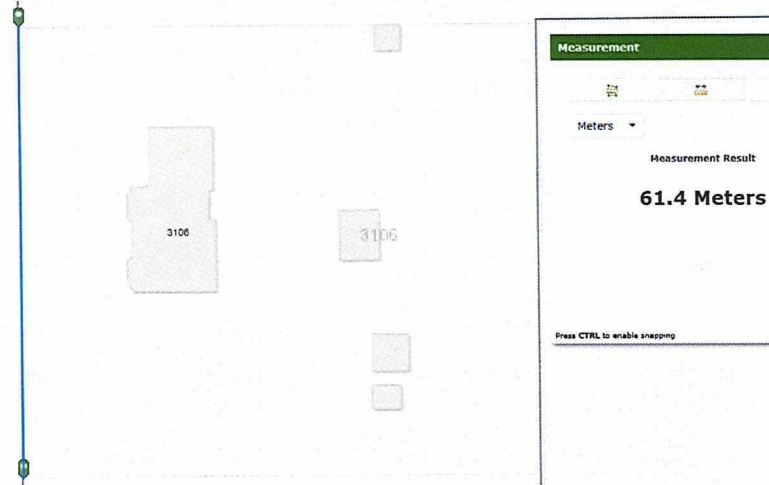 3106
3106
Measurement
Meters
Measurement Result
61.4 Meters
Press CTRL to enable snapping